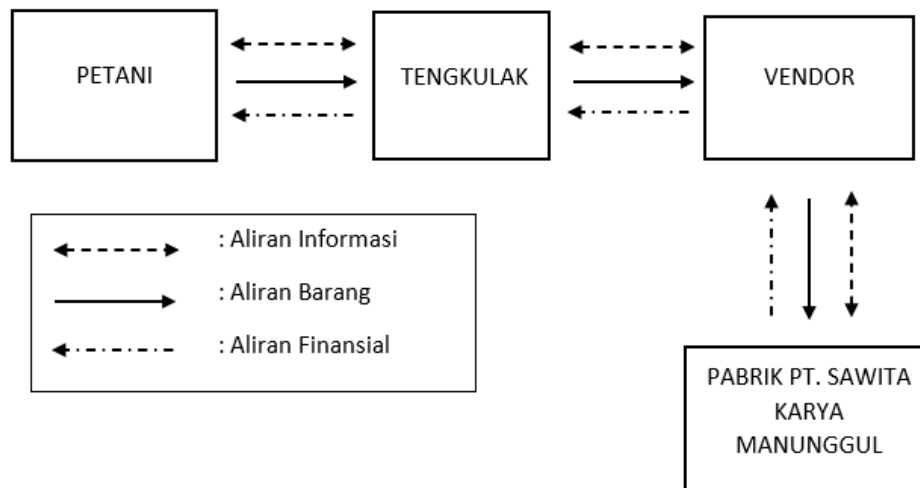 PETANI
TENGKULAK
VENDOR
: Aliran Informasi
: Aliran Barang
: Aliran Finansial
PABRIK PT. SAWITA
KARYA
MANUNGGUL